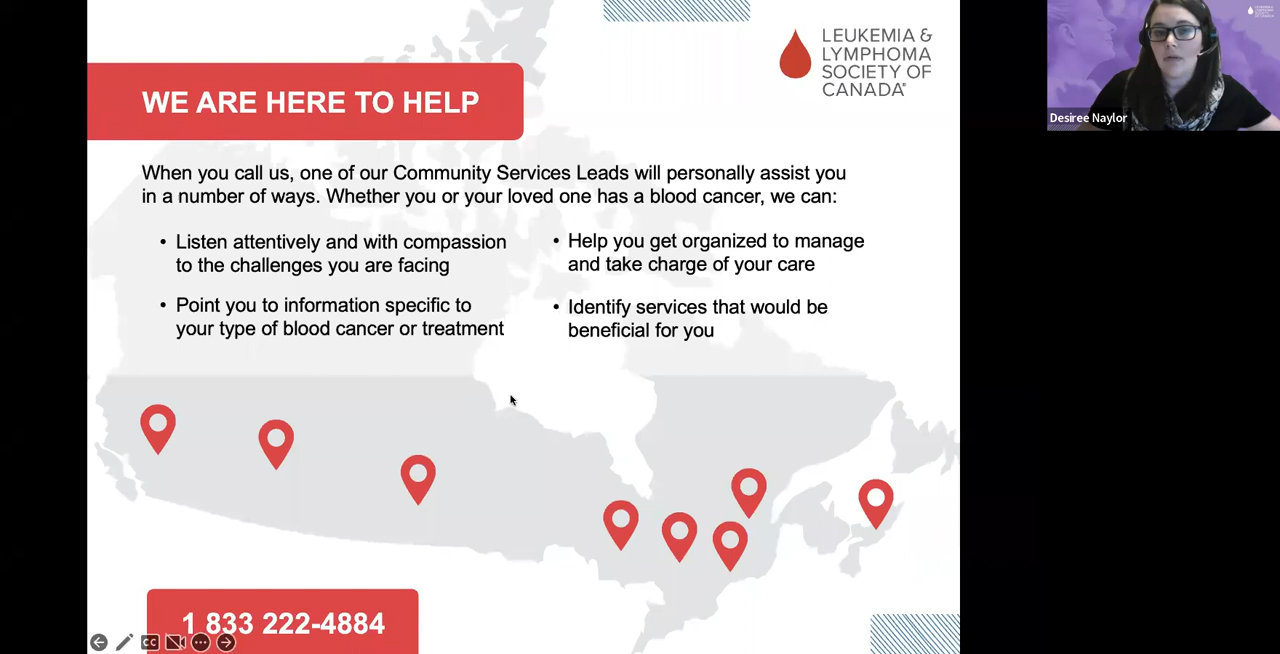 WE ARE HERE TO HELP
LEUKEMIA &
LYMPHOMA
SOCIETY OF
CANADA®
Desiree Naylor
When you call us, one of our Community Services Leads will personally assist you
in a number of ways. Whether you or your loved one has a blood cancer, we can:
• Listen attentively and with compassion
to the challenges you are facing
• Point you to information specific to
your type of blood cancer or treatment
• Help you get organized to manage
and take charge of your care
• Identify services that would be
beneficial for you
1 833 222-4884
CC